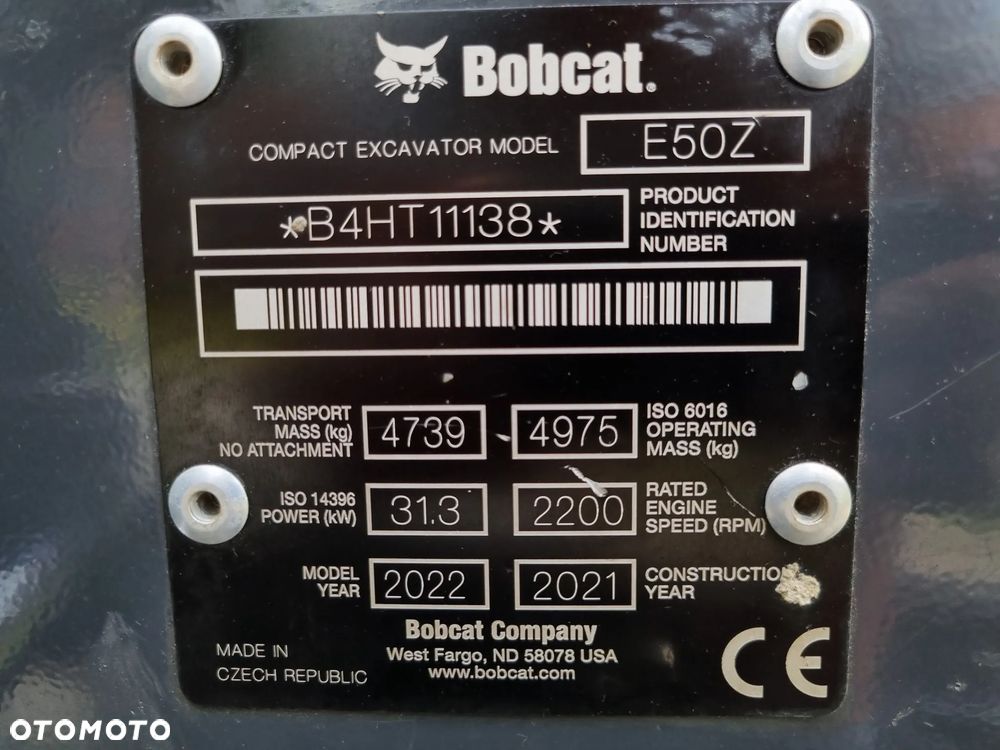 Bobcat.
COMPACT EXCAVATOR MODEL E50Z
*B4HT11138*
PRODUCT
IDENTIFICATION
NUMBER
TRANSPORT
MASS (kg)
NO ATTACHMENT
4739
4975
ISO 6016
OPERATING
MASS (kg)
ISO 14396
POWER (kW)
31.3
2200
RATED
ENGINE
SPEED (RPM)
MODEL
YEAR
2022
2021
CONSTRUCTION
YEAR
Bobcat Company
West Fargo, ND 58078 USA
www.bobcat.com
MADE IN
CZECH REPUBLIC
CE
OTOMOTO